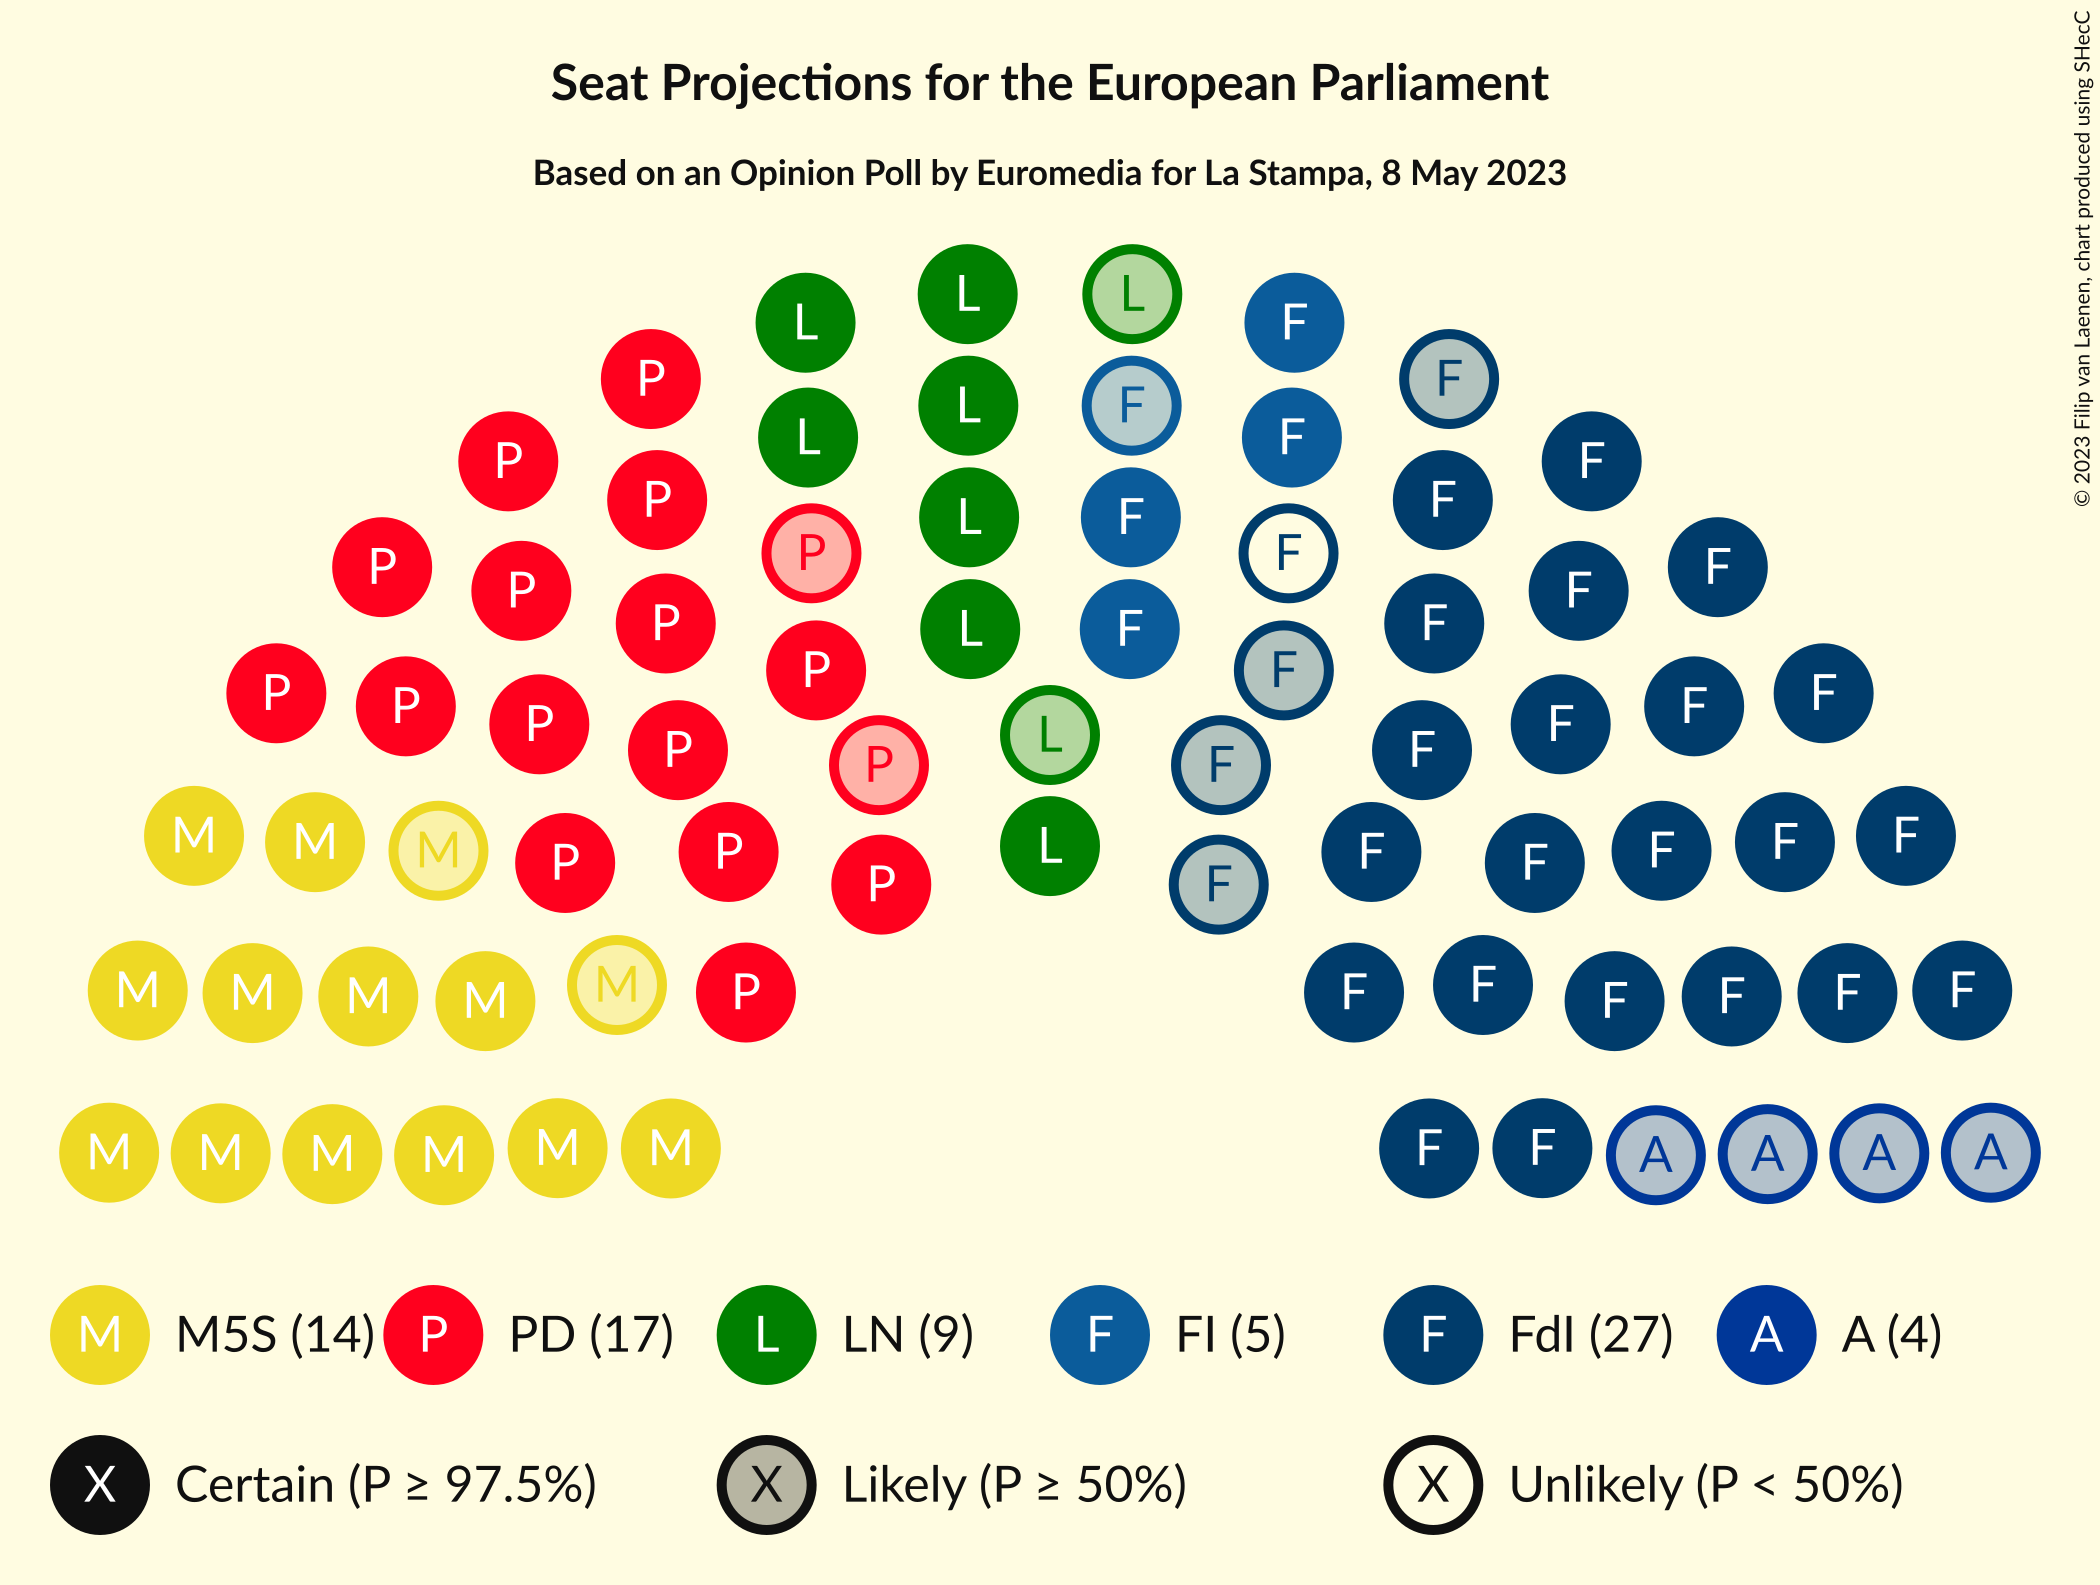 Seat Projections for the European Parliament
Based on an Opinion Poll by Euromedia for La Stampa, 8 May 2023
© 2023 Filip van Laenen, chart produced using SHecC
L L
L F
L F
P F
L F
L F
P F
P F
L F
P F
P F
P F
P F
L F
P F
P F
P F
P F
P P P F F F
L
P P F F
M M M P P P L F F F F F
F
M M M M M P F F F F F F
M M M M M M F F A A A A
M M5S (14) P PD (17) L LN (9) F FI (5) F FdI (27) A A (4)
X Certain (P ≥ 97.5%) X Likely (P ≥ 50%) X Unlikely (P < 50%)